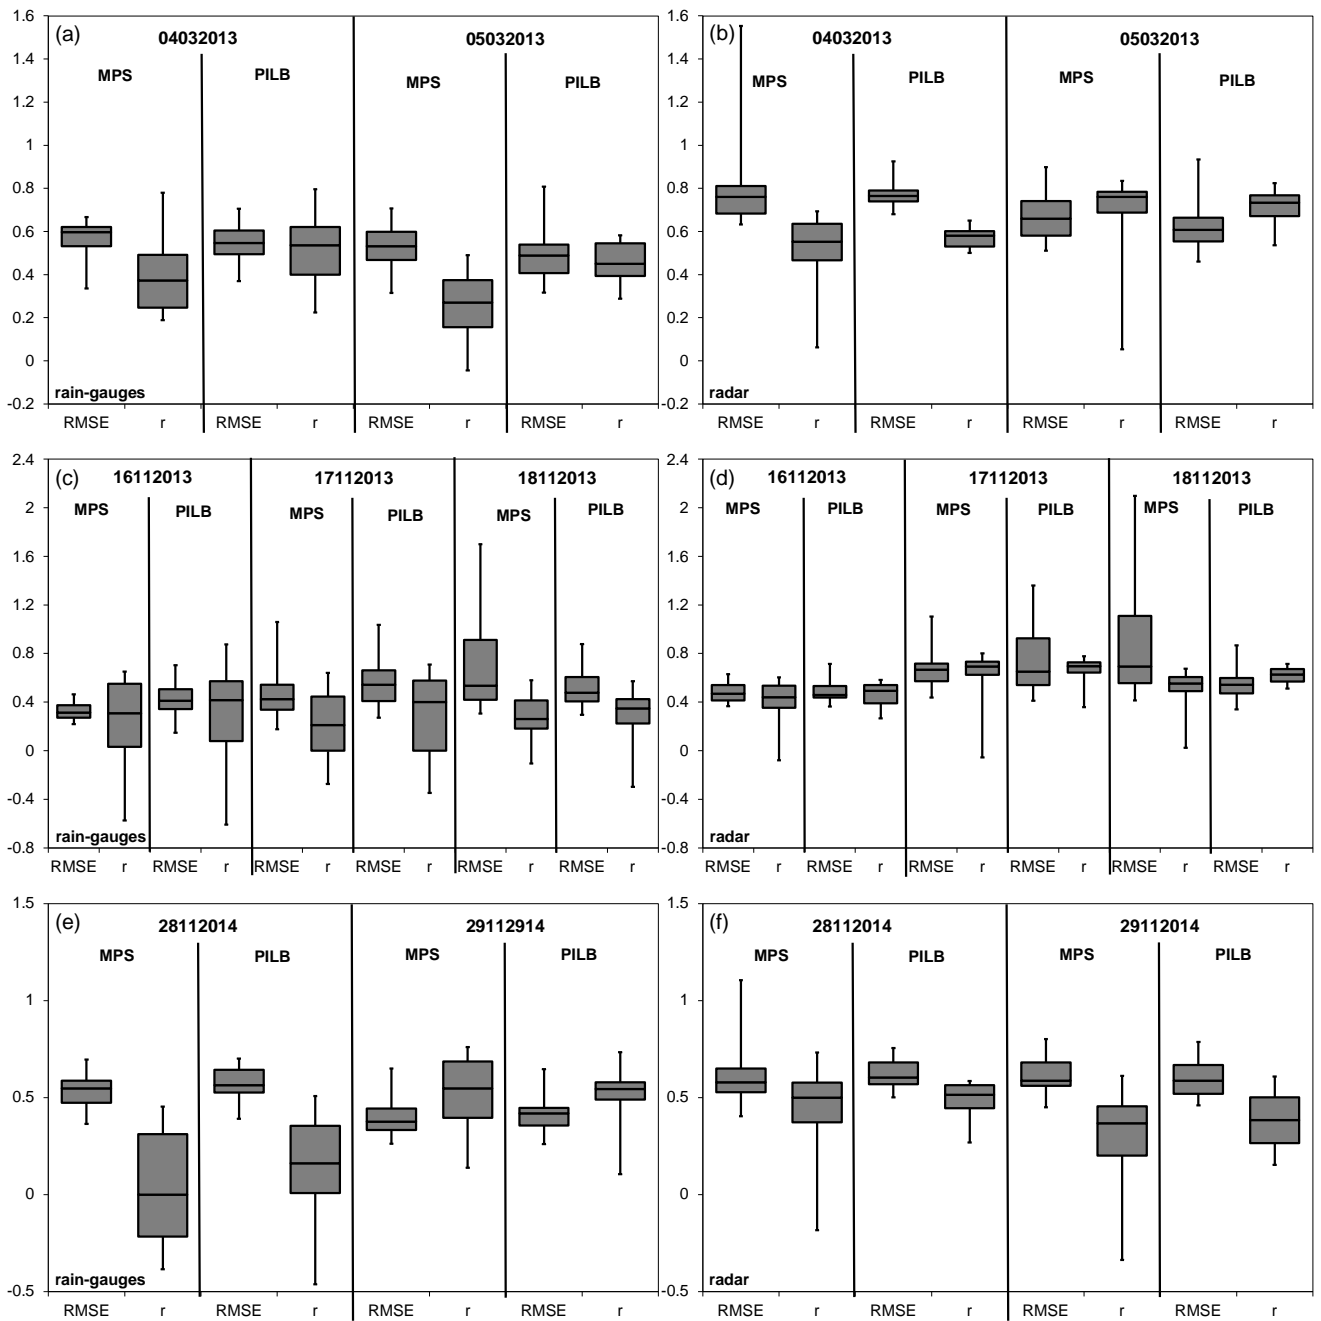 1.6
1.4
1.2
1
0.8
0.6
0.4
0.2
0
-0.2
(a)
04032013
05032013
MPS
PILB
MPS
PILB
rain-gauges
RMSE r RMSE r RMSE r RMSE r
1.6
1.4
1.2
1
0.8
0.6
0.4
0.2
0
-0.2
(b)
04032013
05032013
MPS
PILB
MPS
PILB
radar
RMSE r RMSE r RMSE r RMSE r
2.4
2
1.6
1.2
0.8
0.4
0
-0.4
-0.8
(c)
16112013
17112013
18112013
MPS
PILB
MPS
PILB
MPS
PILB
rain-gauges
RMSE r RMSE r RMSE r RMSE r RMSE r RMSE r
2.4
2
1.6
1.2
0.8
0.4
0
-0.4
-0.8
(d)
16112013
17112013
18112013
MPS
PILB
MPS
PILB
MPS
PILB
radar
RMSE r RMSE r RMSE r RMSE r RMSE r RMSE r
1.5
1
0.5
0
-0.5
(e)
28112014
29112914
MPS
PILB
MPS
PILB
rain-gauges
RMSE r RMSE r RMSE r RMSE r
1.5
1
0.5
0
-0.5
(f)
28112014
29112014
MPS
PILB
MPS
PILB
radar
RMSE r RMSE r RMSE r RMSE r